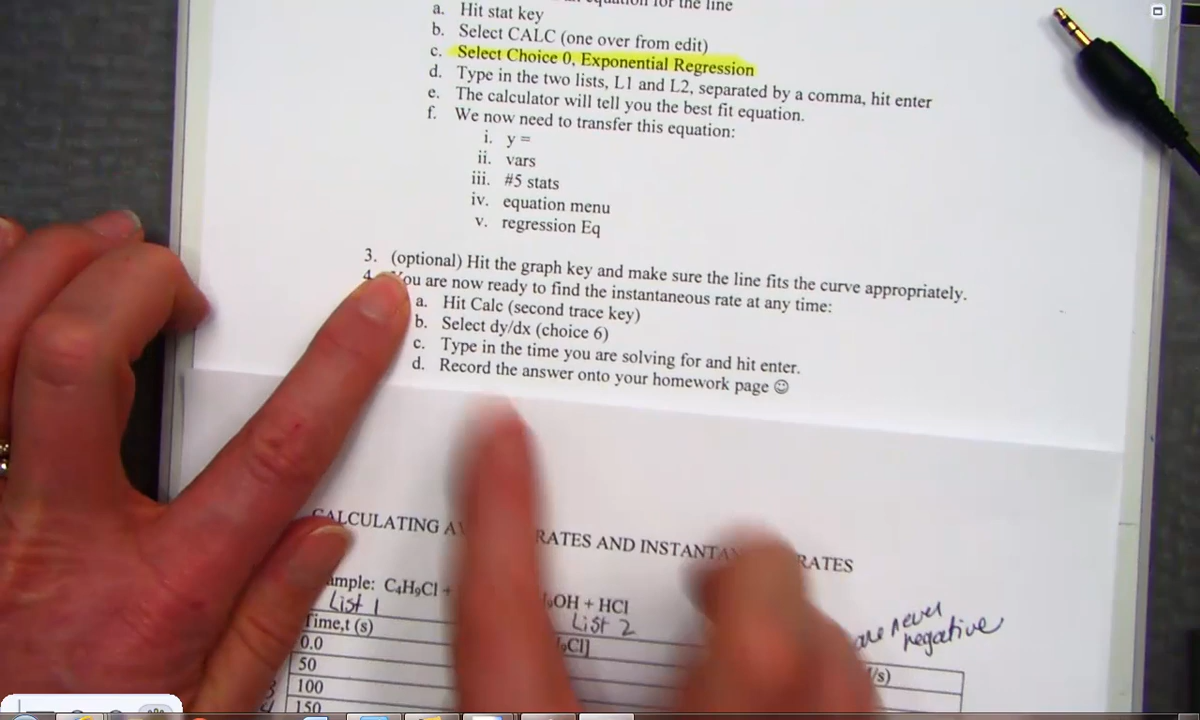 for the line
a. Hit stat key
b. Select CALC (one over from edit)
c. Select Choice 0, Exponential Regression
d. Type in the two lists, L1 and L2, separated by a comma, hit enter
e. The calculator will tell you the best fit equation.
f. We now need to transfer this equation:
i. y =
ii. vars
iii. #5 stats
iv. equation menu
v. regression Eq
3. (optional) Hit the graph key and make sure the line fits the curve appropriately.
4. You are now ready to find the instantaneous rate at any time:
a. Hit Calc (second trace key)
b. Select dy/dx (choice 6)
c. Type in the time you are solving for and hit enter.
d. Record the answer onto your homework page ☺
CALCULATING RATES AND RATES
C₄H₉Cl + OH + HCl
List 1 List 2
are never
negative
Time,t (s) Cl] /s)
0.0
50
100
150